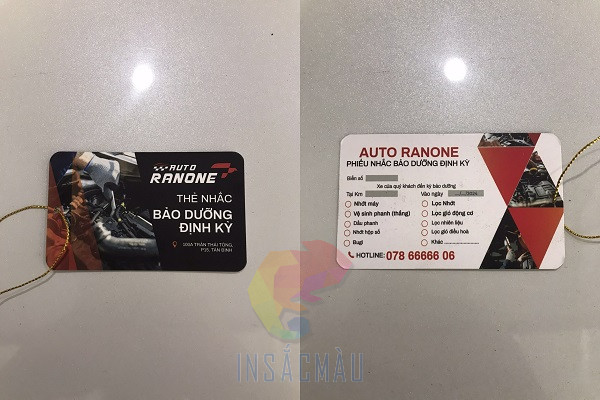 AUTO
RANONE
THẺ NHẮC
BẢO DƯỠNG
ĐỊNH KỲ
100A TRẦN THÁI TÔNG,
P15, TÂN BÌNH
AUTO RANONE
PHIẾU NHẮC BẢO DƯỠNG ĐỊNH KỲ
Biển số
Xe của quý khách đến kỳ bảo dưỡng
Tại Km Vào ngày
Nhớt máy Lọc Nhớt
Vệ sinh phanh (thắng) Lọc gió động cơ
Dầu phanh Lọc nhiên liệu
Nhớt hộp số Lọc gió điều hoà
Bugi Khác ....................
HOTLINE: 078 66666 06
INSẮCMÀU